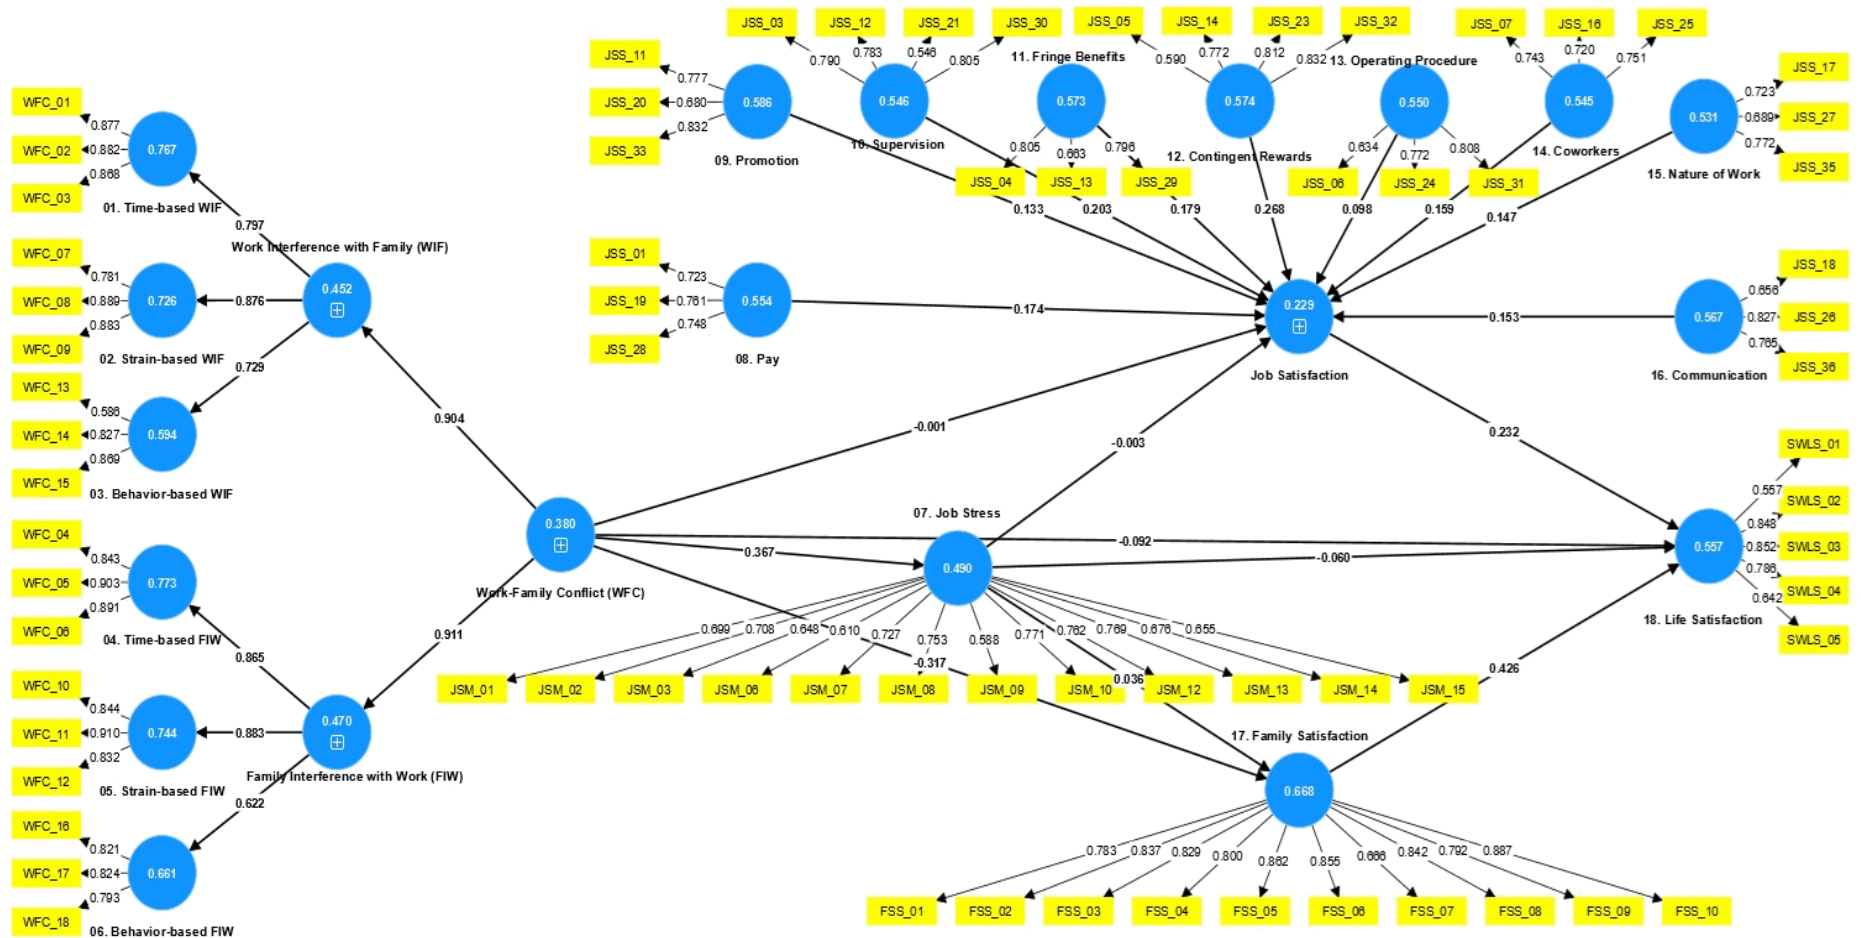 JSS_03 JSS_12 JSS_21 JSS_30 JSS_05 JSS_14 JSS_23 JSS_32 JSS_07 JSS_16 JSS_25
0.790 0.783 0.546 0.805 0.590 0.772 0.812 0.832 0.743 0.720 0.751
JSS_11
JSS_20
JSS_33
0.777
0.680
0.832
0.586
09. Promotion
0.546
10. Supervision
11. Fringe Benefits
0.573
0.805 0.663 0.796
JSS_04 JSS_13 JSS_29
0.574
12. Contingent Rewards
13. Operating Procedure
0.550
0.634 0.772 0.808
JSS_06 JSS_24 JSS_31
0.545
14. Coworkers
0.531
15. Nature of Work
0.723
0.689
0.772
JSS_17
JSS_27
JSS_35
0.133 0.203 0.179 0.268 0.098 0.159 0.147
WFC_01
WFC_02
WFC_03
0.877
0.882
0.868
0.767
01. Time-based WIF
0.797
Work Interference with Family (WIF)
WFC_07
WFC_08
WFC_09
0.781
0.889
0.883
0.726
02. Strain-based WIF
0.876
0.452
WFC_13
WFC_14
WFC_15
0.586
0.827
0.869
0.594
03. Behavior-based WIF
0.729
JSS_01
JSS_19
JSS_28
0.723
0.761
0.748
0.554
08. Pay
0.174
0.229
Job Satisfaction
0.153
0.567
16. Communication
0.656
0.827
0.765
JSS_18
JSS_26
JSS_36
0.904
-0.001
-0.003
0.232
0.380
Work-Family Conflict (WFC)
0.367
07. Job Stress
0.490
-0.092
-0.060
0.557
18. Life Satisfaction
0.557
0.848
0.852
0.786
0.642
SWLS_01
SWLS_02
SWLS_03
SWLS_04
SWLS_05
WFC_04
WFC_05
WFC_06
0.843
0.903
0.891
0.773
04. Time-based FIW
0.865
0.911
WFC_10
WFC_11
WFC_12
0.844
0.910
0.832
0.744
05. Strain-based FIW
0.883
0.470
Family Interference with Work (FIW)
WFC_16
WFC_17
WFC_18
0.821
0.824
0.793
0.661
06. Behavior-based FIW
0.622
0.699 0.708 0.648 0.610 0.727 0.753 0.588 0.771 0.762 0.769 0.676 0.655
-0.317
0.036
0.426
JSM_01 JSM_02 JSM_03 JSM_06 JSM_07 JSM_08 JSM_09 JSM_10 JSM_12 JSM_13 JSM_14 JSM_15
17. Family Satisfaction
0.668
0.783 0.837 0.829 0.800 0.862 0.855 0.666 0.842 0.792 0.887
FSS_01 FSS_02 FSS_03 FSS_04 FSS_05 FSS_06 FSS_07 FSS_08 FSS_09 FSS_10